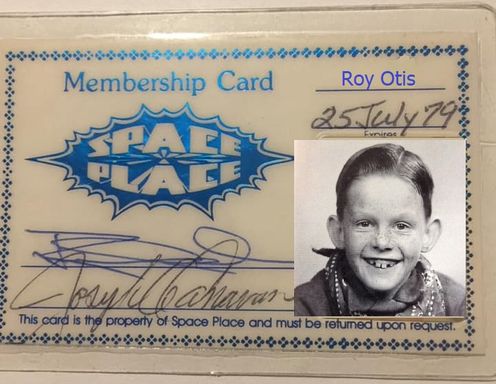 Membership Card
Roy Otis
25 July 79
Expires
SPACE
PLACE
This card is the property of Space Place and must be returned upon request.